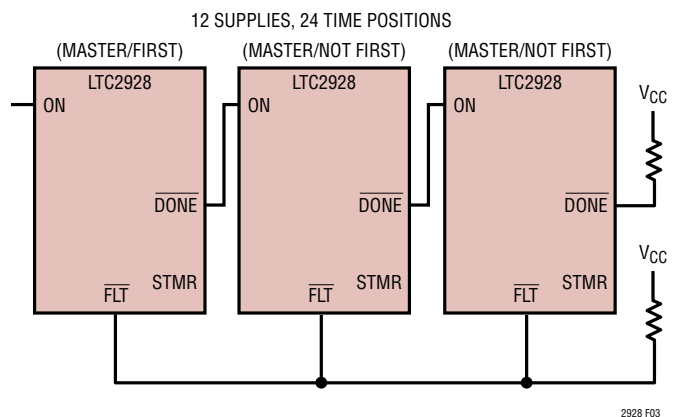 12 SUPPLIES, 24 TIME POSITIONS
(MASTER/FIRST) (MASTER/NOT FIRST) (MASTER/NOT FIRST)
LTC2928 LTC2928 LTC2928
VCC
ON ON ON
DONE DONE DONE
VCC
STMR STMR STMR
FLT FLT FLT
2928 F03